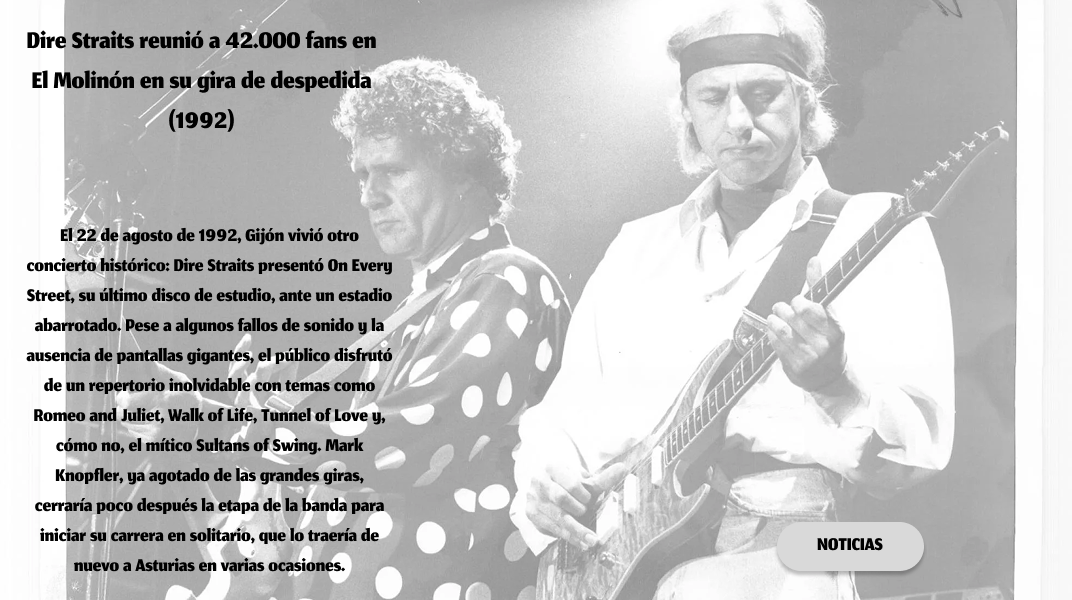 Dire Straits reunió a 42.000 fans en
El Molinón en su gira de despedida
(1992)
El 22 de agosto de 1992, Gijón vivió otro
concierto histórico: Dire Straits presentó On Every
Street, su último disco de estudio, ante un estadio
abarrotado. Pese a algunos fallos de sonido y la
ausencia de pantallas gigantes, el público disfrutó
de un repertorio inolvidable con temas como
Romeo and Juliet, Walk of Life, Tunnel of Love y,
cómo no, el mítico Sultans of Swing. Mark
Knopfler, ya agotado de las grandes giras,
cerraría poco después la etapa de la banda para
iniciar su carrera en solitario, que lo traería de
nuevo a Asturias en varias ocasiones.
NOTICIAS